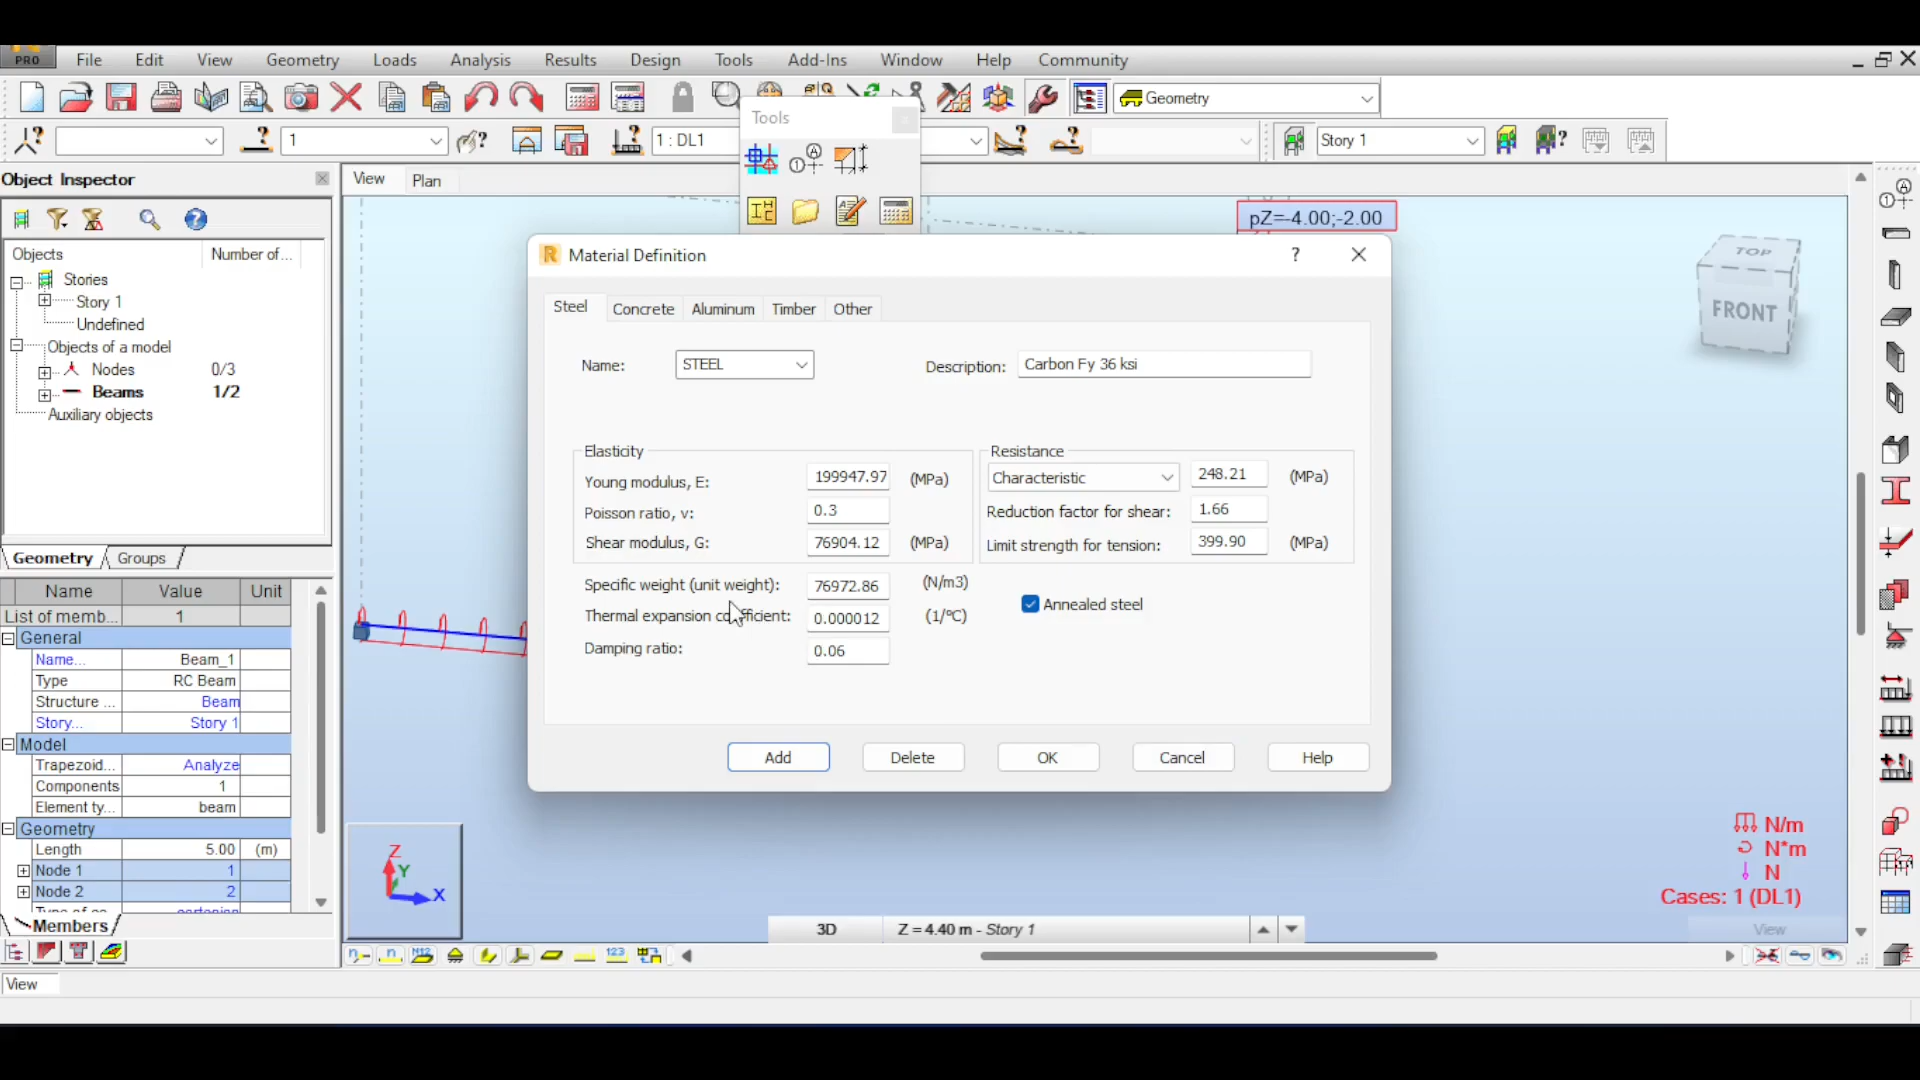 PRO File Edit View Geometry Loads Analysis Results Design Tools Add-Ins Window Help Community
Geometry
1
1 : DL1
Story 1
Tools
Object Inspector
View Plan
pZ=-4.00;-2.00
Objects Number of...
Stories
Story 1
Undefined
Objects of a model
Nodes 0/3
Beams 1/2
Auxiliary objects
Geometry Groups
Name Value Unit
List of memb... 1
General
Name... Beam_1
Type RC Beam
Structure ... Beam
Story... Story 1
Model
Trapezoid... Analyze
Components 1
Element ty... beam
Geometry
Length 5.00 (m)
Node 1 1
Node 2 2
Members
View
TOP
FRONT
Material Definition
?
Steel Concrete Aluminum Timber Other
Name: STEEL Description: Carbon Fy 36 ksi
Elasticity
Young modulus, E: 199947.97 (MPa)
Poisson ratio, v: 0.3
Shear modulus, G: 76904.12 (MPa)
Resistance
Characteristic 248.21 (MPa)
Reduction factor for shear: 1.66
Limit strength for tension: 399.90 (MPa)
Specific weight (unit weight): 76972.86 (N/m3)
Thermal expansion coefficient: 0.000012 (1/°C)
Damping ratio: 0.06
Annealed steel
Add Delete OK Cancel Help
Z
Y
X
N/m
N*m
N
Cases: 1 (DL1)
View
3D Z = 4.40 m - Story 1